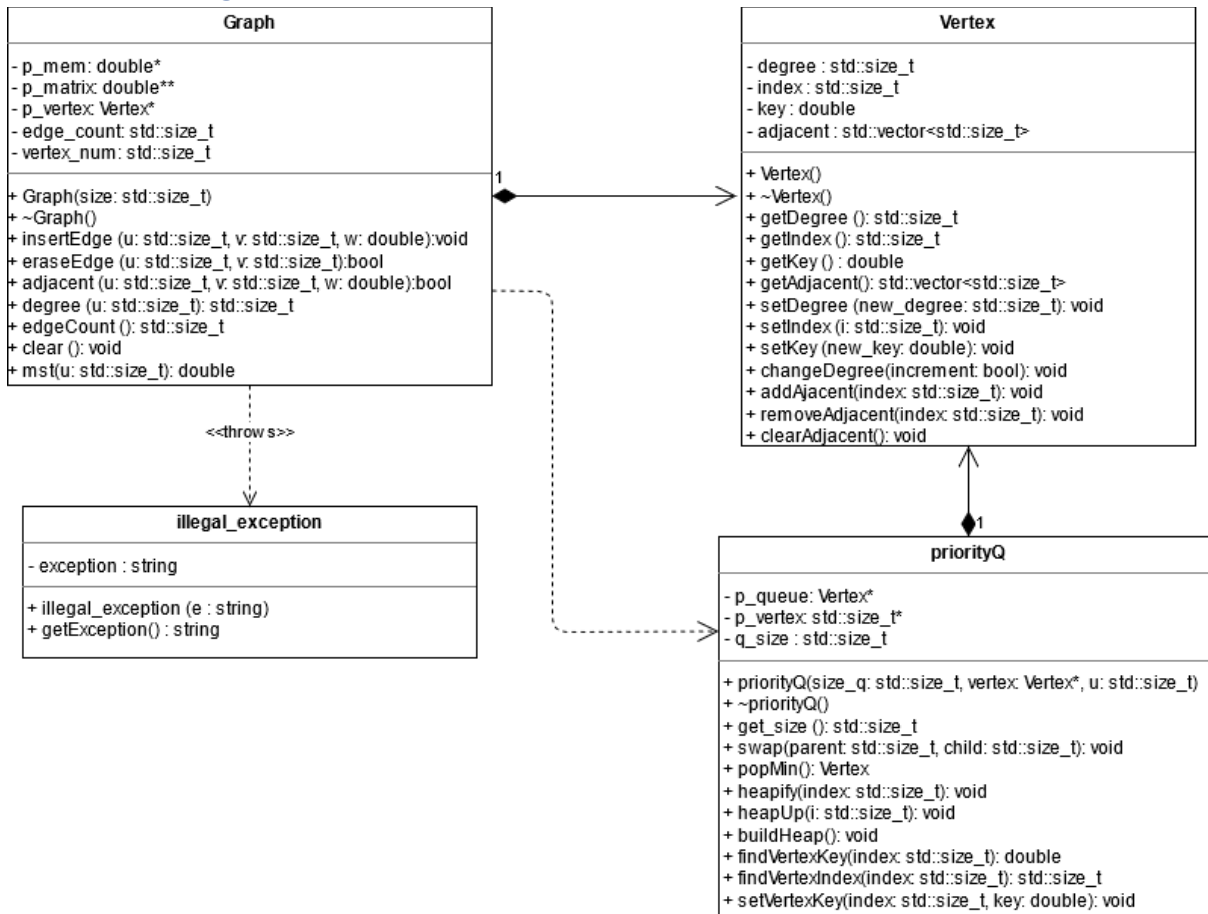 Graph
- p_mem: double*
- p_matrix: double**
- p_vertex: Vertex*
- edge_count: std::size_t
- vertex_num: std::size_t
+ Graph(size: std::size_t)
+ ~Graph()
+ insertEdge (u: std::size_t, v: std::size_t, w: double):void
+ eraseEdge (u: std::size_t, v: std::size_t):bool
+ adjacent (u: std::size_t, v: std::size_t, w: double):bool
+ degree (u: std::size_t): std::size_t
+ edgeCount (): std::size_t
+ clear (): void
+ mst(u: std::size_t): double
1
Vertex
- degree : std::size_t
- index : std::size_t
- key : double
- adjacent : std::vector<std::size_t>
+ Vertex()
+ ~Vertex()
+ getDegree (): std::size_t
+ getIndex (): std::size_t
+ getKey () : double
+ getAdjacent(): std::vector<std::size_t>
+ setDegree (new_degree: std::size_t): void
+ setIndex (i: std::size_t): void
+ setKey (new_key: double): void
+ changeDegree(increment: bool): void
+ addAjacent(index: std::size_t): void
+ removeAdjacent(index: std::size_t): void
+ clearAdjacent(): void
<<throws>>
illegal_exception
- exception : string
+ illegal_exception (e : string)
+ getException() : string
1
priorityQ
- p_queue: Vertex*
- p_vertex: std::size_t*
- q_size : std::size_t
+ priorityQ(size_q: std::size_t, vertex: Vertex*, u: std::size_t)
+ ~priorityQ()
+ get_size (): std::size_t
+ swap(parent: std::size_t, child: std::size_t): void
+ popMin(): Vertex
+ heapify(index: std::size_t): void
+ heapUp(i: std::size_t): void
+ buildHeap(): void
+ findVertexKey(index: std::size_t): double
+ findVertexIndex(index: std::size_t): std::size_t
+ setVertexKey(index: std::size_t, key: double): void